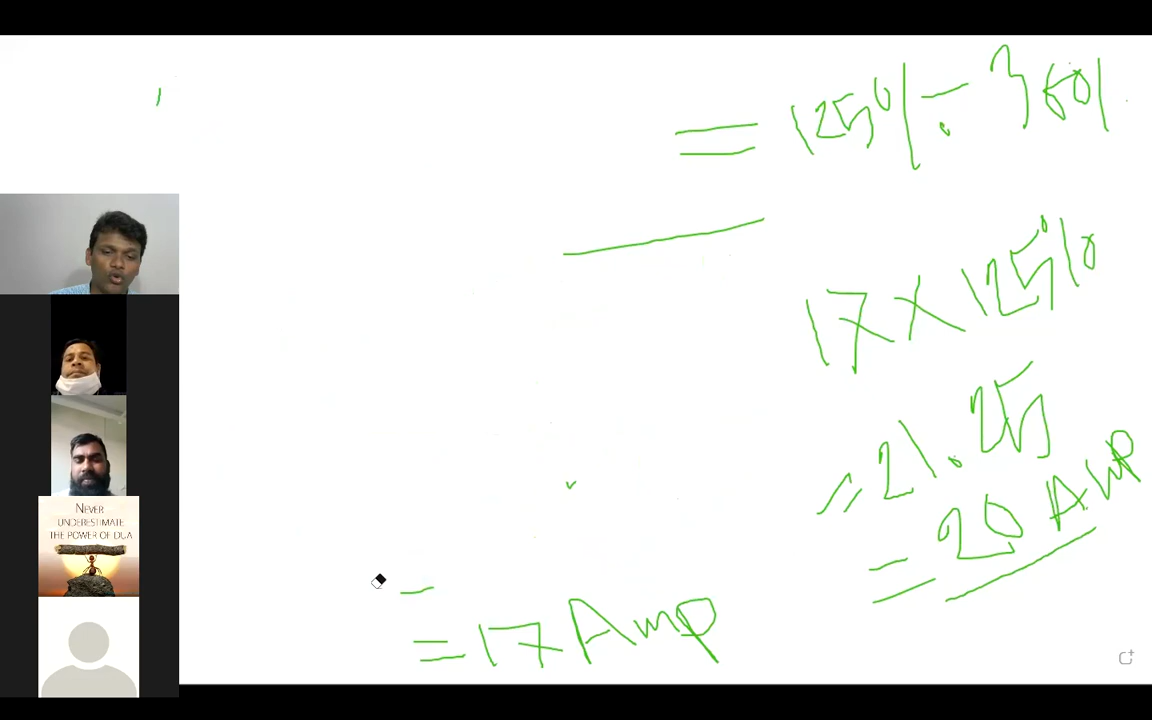 = 125% ÷ 360%
17 x 125%
= 21.25
= 20 Amp
= 17 Amp
NEVER
UNDERESTIMATE
THE POWER OF DUA